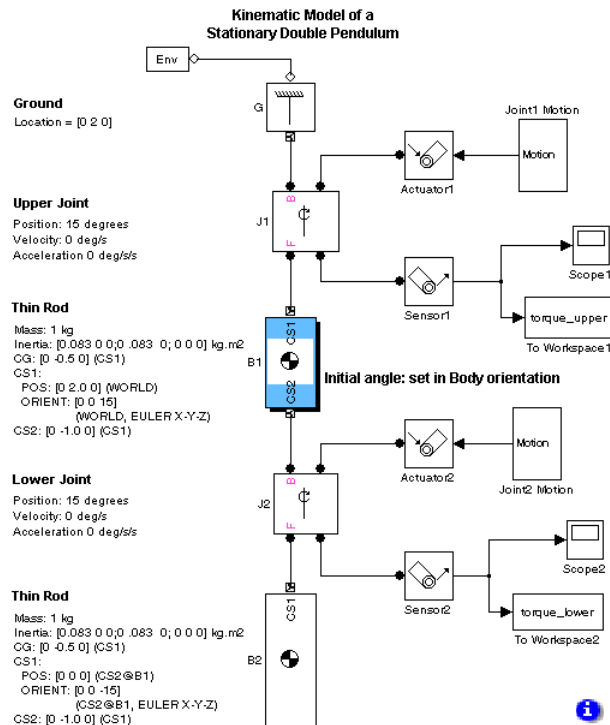 Kinematic Model of a
Stationary Double Pendulum
Env
G
Ground
Location = [0 2 0]
Joint1 Motion
Motion
Actuator1
Upper Joint
Position: 15 degrees
Velocity: 0 deg/s
Acceleration 0 deg/s/s
B
J1
F
Scope1
Sensor1
torque_upper
To Workspace1
Thin Rod
Mass: 1 kg
Inertia: [0.083 0 0;0 .083 0; 0 0 0] kg.m2
CG: [0 -0.5 0] (CS1)
CS1:
POS: [0 2.0 0] (WORLD)
ORIENT: [0 0 15]
(WORLD, EULER X-Y-Z)
CS2: [0 -1.0 0] (CS1)
CS1
B1
CS2
Initial angle: set in Body orientation
Motion
Actuator2
Joint2 Motion
Lower Joint
Position: 15 degrees
Velocity: 0 deg/s
Acceleration 0 deg/s/s
B
J2
F
Scope2
Sensor2
torque_lower
To Workspace2
Thin Rod
Mass: 1 kg
Inertia: [0.083 0 0;0 .083 0; 0 0 0] kg.m2
CG: [0 -0.5 0] (CS1)
CS1:
POS: [0 0 0] (CS2@B1)
ORIENT: [0 0 -15]
(CS2@B1, EULER X-Y-Z)
CS2: [0 -1.0 0] (CS1)
CS1
B2
i